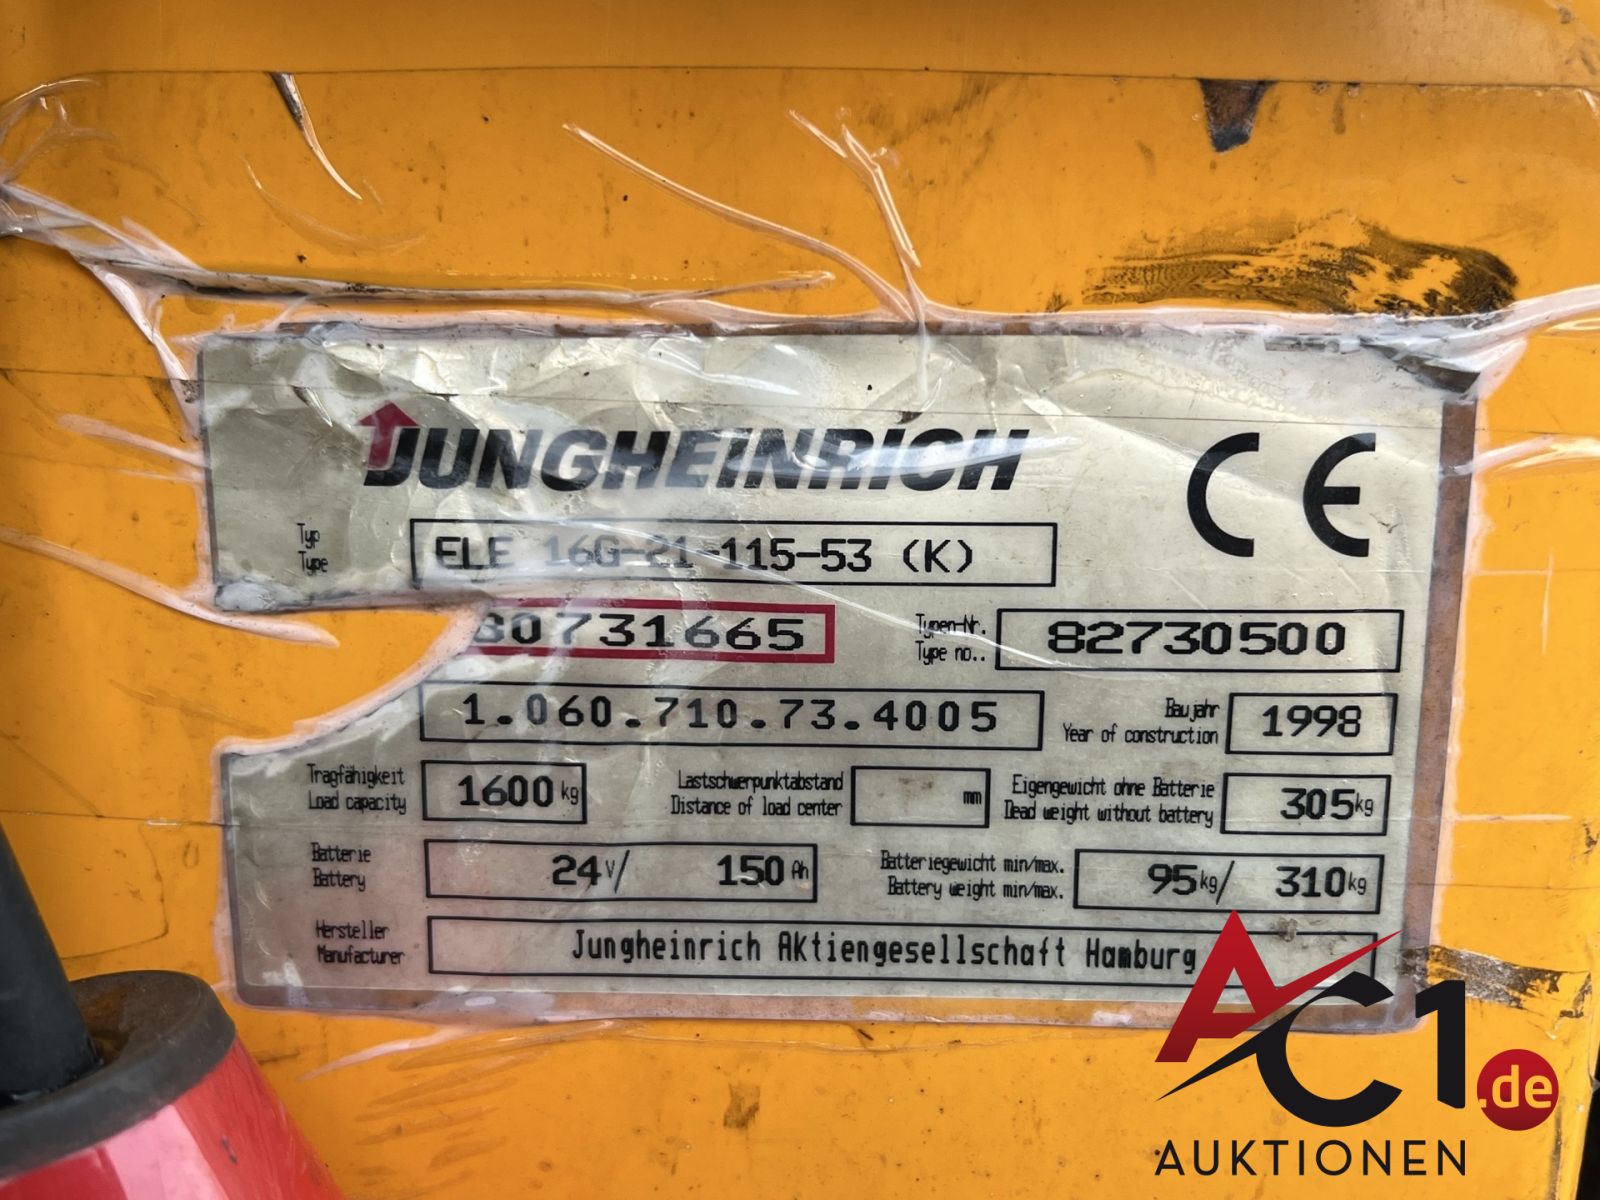 JUNGHEINRICH CE
Typ
Type
ELE 16G-21-115-53 (K)
80731665
Typen-Nr.
Type no..
82730500
1.060.710.73.4005
Baujahr
Year of construction
1998
Tragfähigkeit
Load capacity
1600 kg
Lastschwerpunktabstand
Distance of load center
mm
Eigengewicht ohne Batterie
Dead weight without battery
305 kg
Batterie
Battery
24 V/ 150 Ah
Batteriegewicht min/max.
Battery weight min/max.
95 kg/ 310 kg
Hersteller
Manufacturer
Jungheinrich Aktiengesellschaft Hamburg
AC1.de
AUKTIONEN